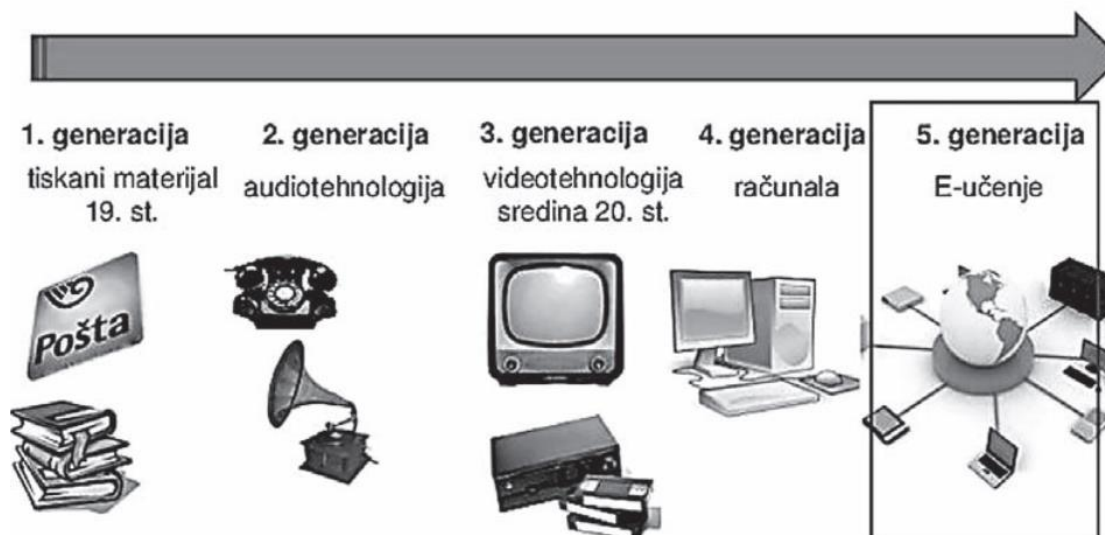 1. generacija
tiskani materijal
19. st.
2. generacija
audiotehnologija
3. generacija
videotehnologija
sredina 20. st.
4. generacija
računala
5. generacija
E-učenje
Pošta